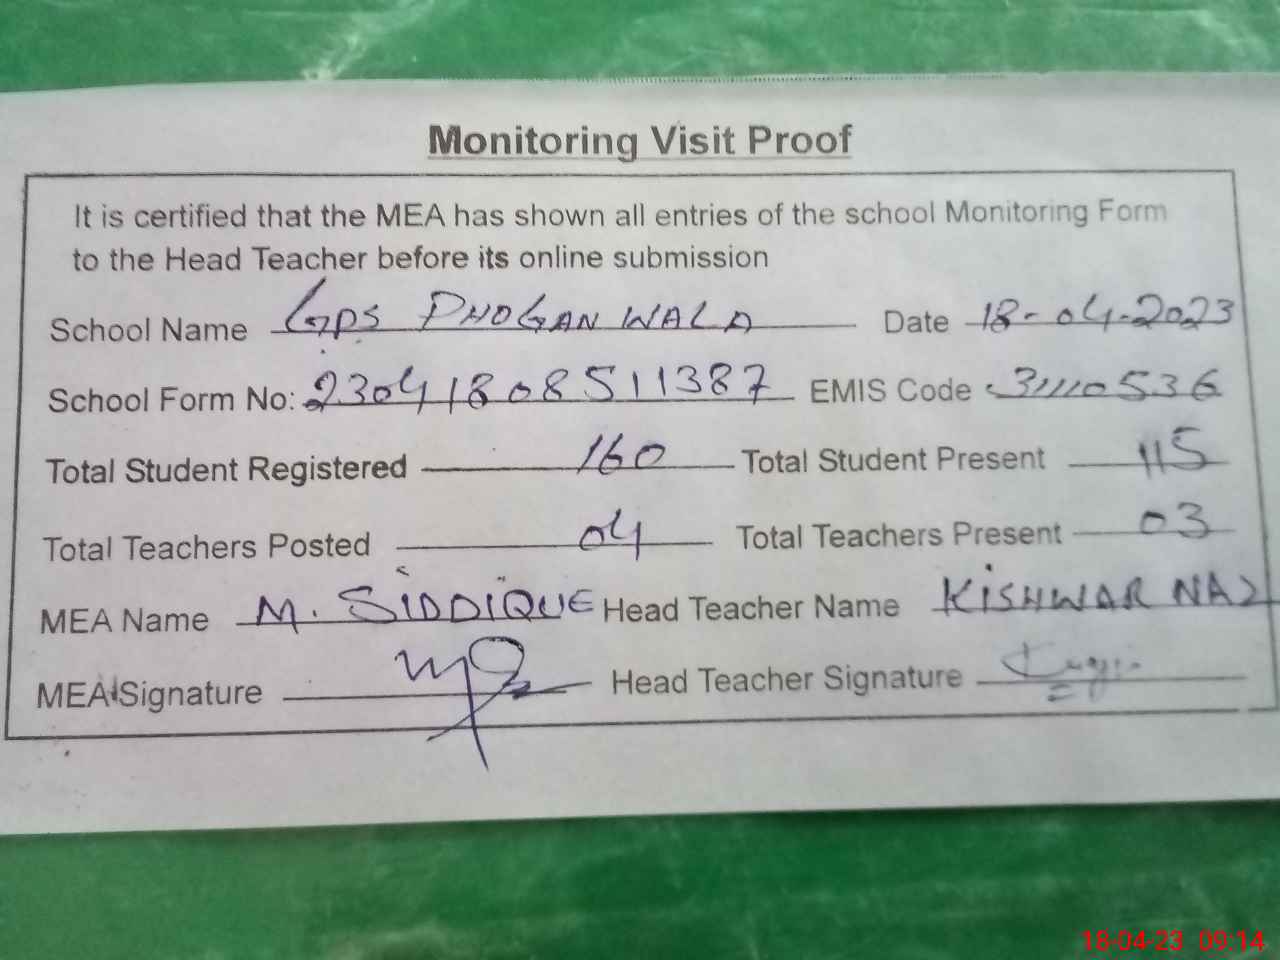 Monitoring Visit Proof
It is certified that the MEA has shown all entries of the school Monitoring Form
to the Head Teacher before its online submission
School Name GPS DHOGAN WALA Date 18-04-2023
School Form No: 23041808511387 EMIS Code 31110536
Total Student Registered 160 Total Student Present 115
Total Teachers Posted 04 Total Teachers Present 03
MEA Name M. SIDDIQUE Head Teacher Name KISHWAR NAZ
MEA Signature Head Teacher Signature
18-04-23 09:14